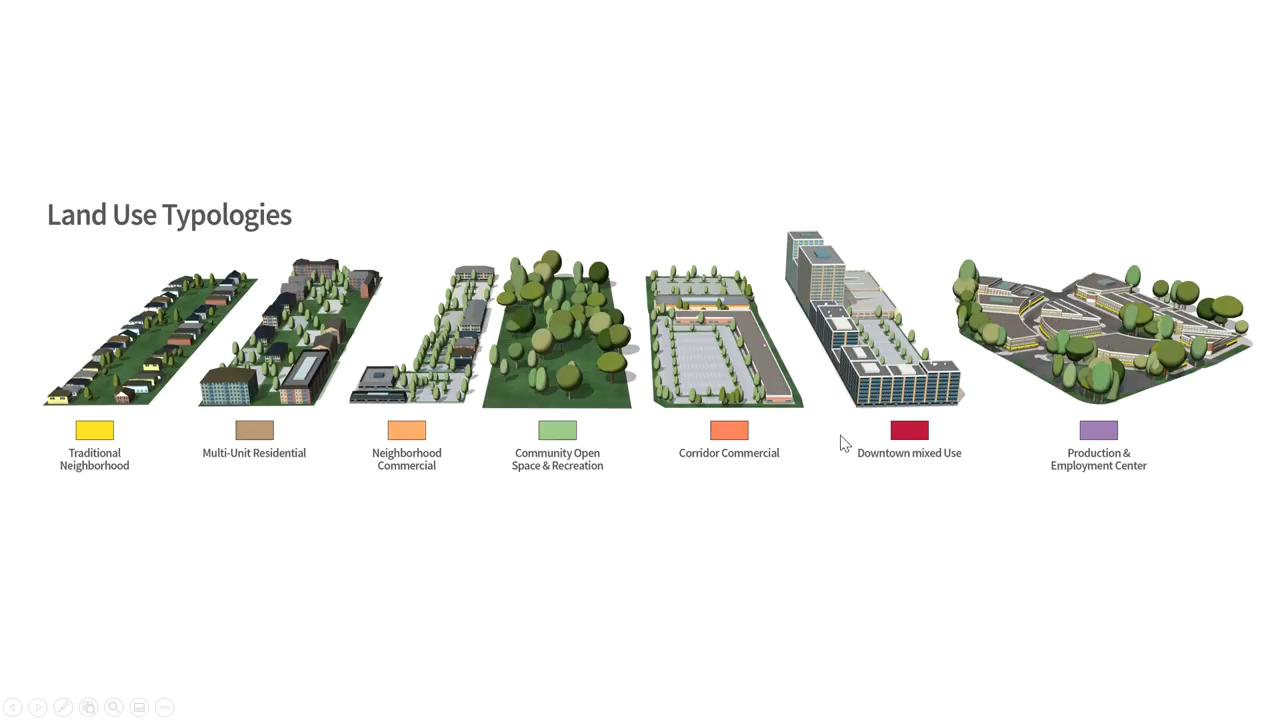 Land Use Typologies
Traditional
Neighborhood
Multi-Unit Residential
Neighborhood
Commercial
Community Open
Space & Recreation
Corridor Commercial
Downtown mixed Use
Production &
Employment Center